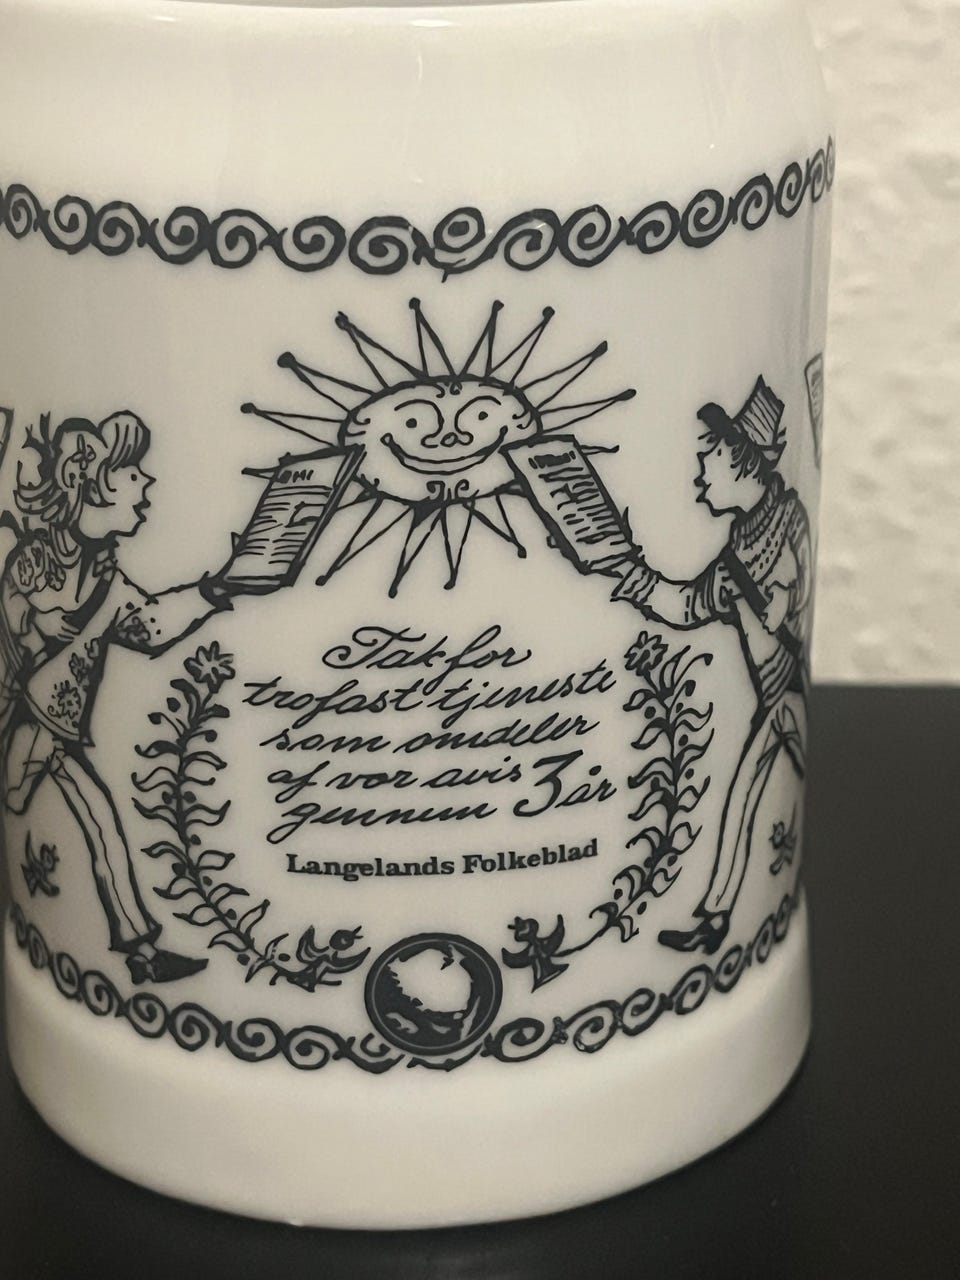 Tak for
trofast tjeneste
som omdeler
af vor avis 3 år
gennem
Langelands Folkeblad